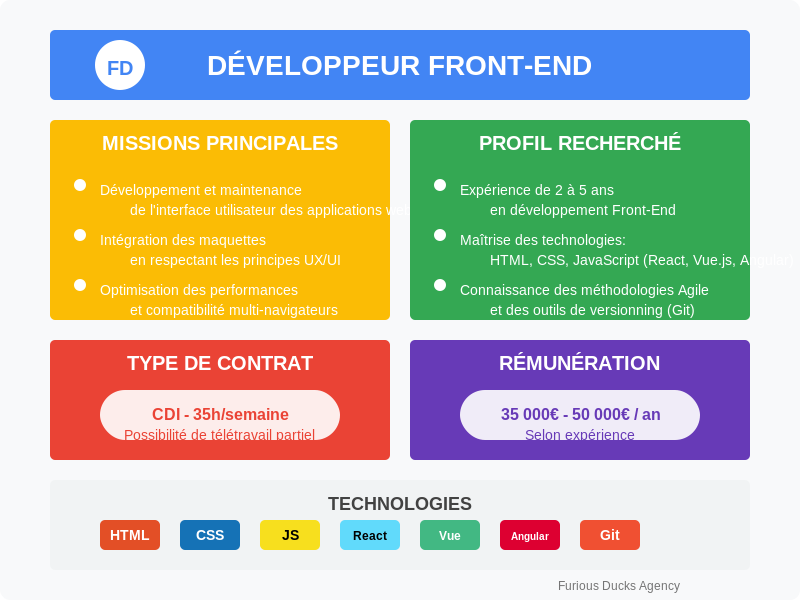 FD
DÉVELOPPEUR FRONT-END
MISSIONS PRINCIPALES
Développement et maintenance
de l'interface utilisateur des applications web
Intégration des maquettes
en respectant les principes UX/UI
Optimisation des performances
et compatibilité multi-navigateurs
PROFIL RECHERCHÉ
Expérience de 2 à 5 ans
en développement Front-End
Maîtrise des technologies:
HTML, CSS, JavaScript (React, Vue.js, Angular)
Connaissance des méthodologies Agile
et des outils de versionning (Git)
TYPE DE CONTRAT
CDI - 35h/semaine
Possibilité de télétravail partiel
RÉMUNÉRATION
35 000€ - 50 000€ / an
Selon expérience
TECHNOLOGIES
HTML CSS JS React Vue Angular Git
Furious Ducks Agency